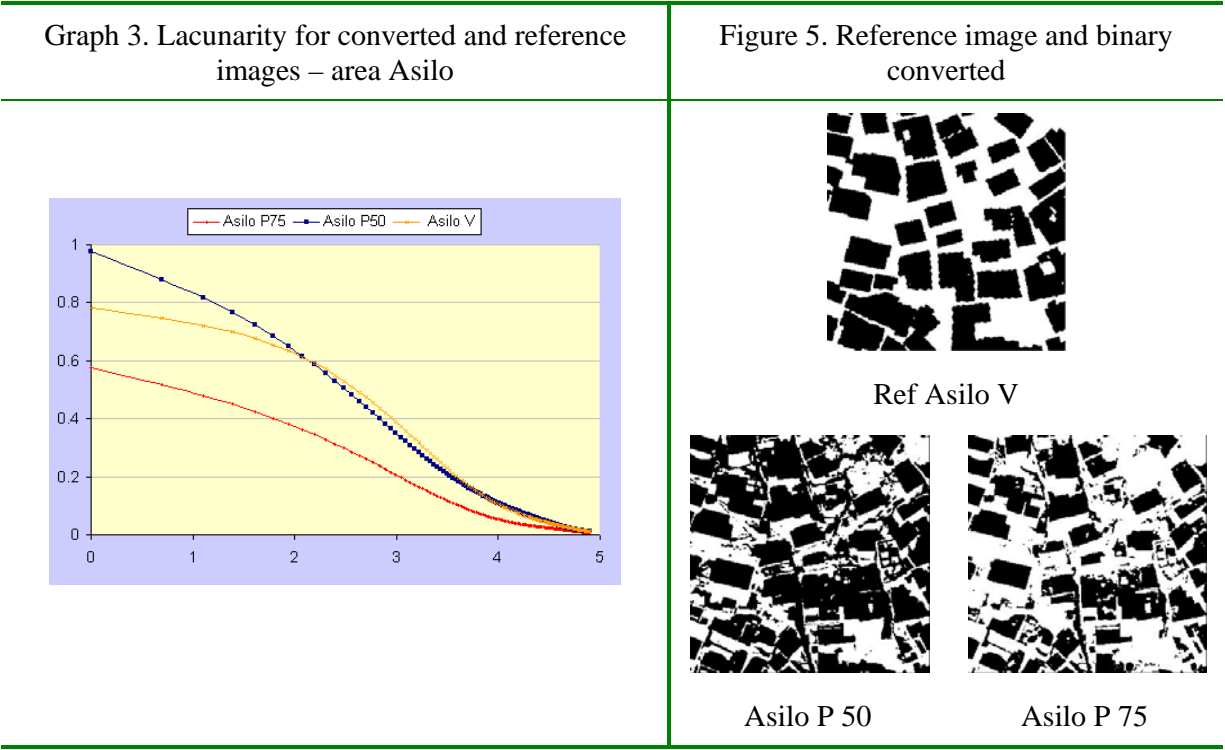 Graph 3. Lacunarity for converted and reference
images – area Asilo
Figure 5. Reference image and binary
converted
Asilo P75 Asilo P50 Asilo V
1
0.8
0.6
0.4
0.2
0
0 1 2 3 4 5
Ref Asilo V
Asilo P 50 Asilo P 75